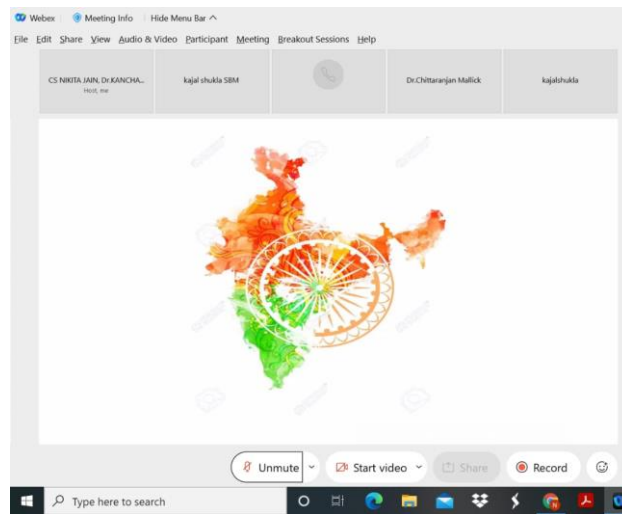 Webex Meeting Info Hide Menu Bar ^
File Edit Share View Audio & Video Participant Meeting Breakout Sessions Help
CS NIKITA JAIN, Dr.KANCHA... kajal shukla SBM Dr.Chittaranjan Mallick kajalshukla
Host, me
Unmute Start video Share Record
Type here to search